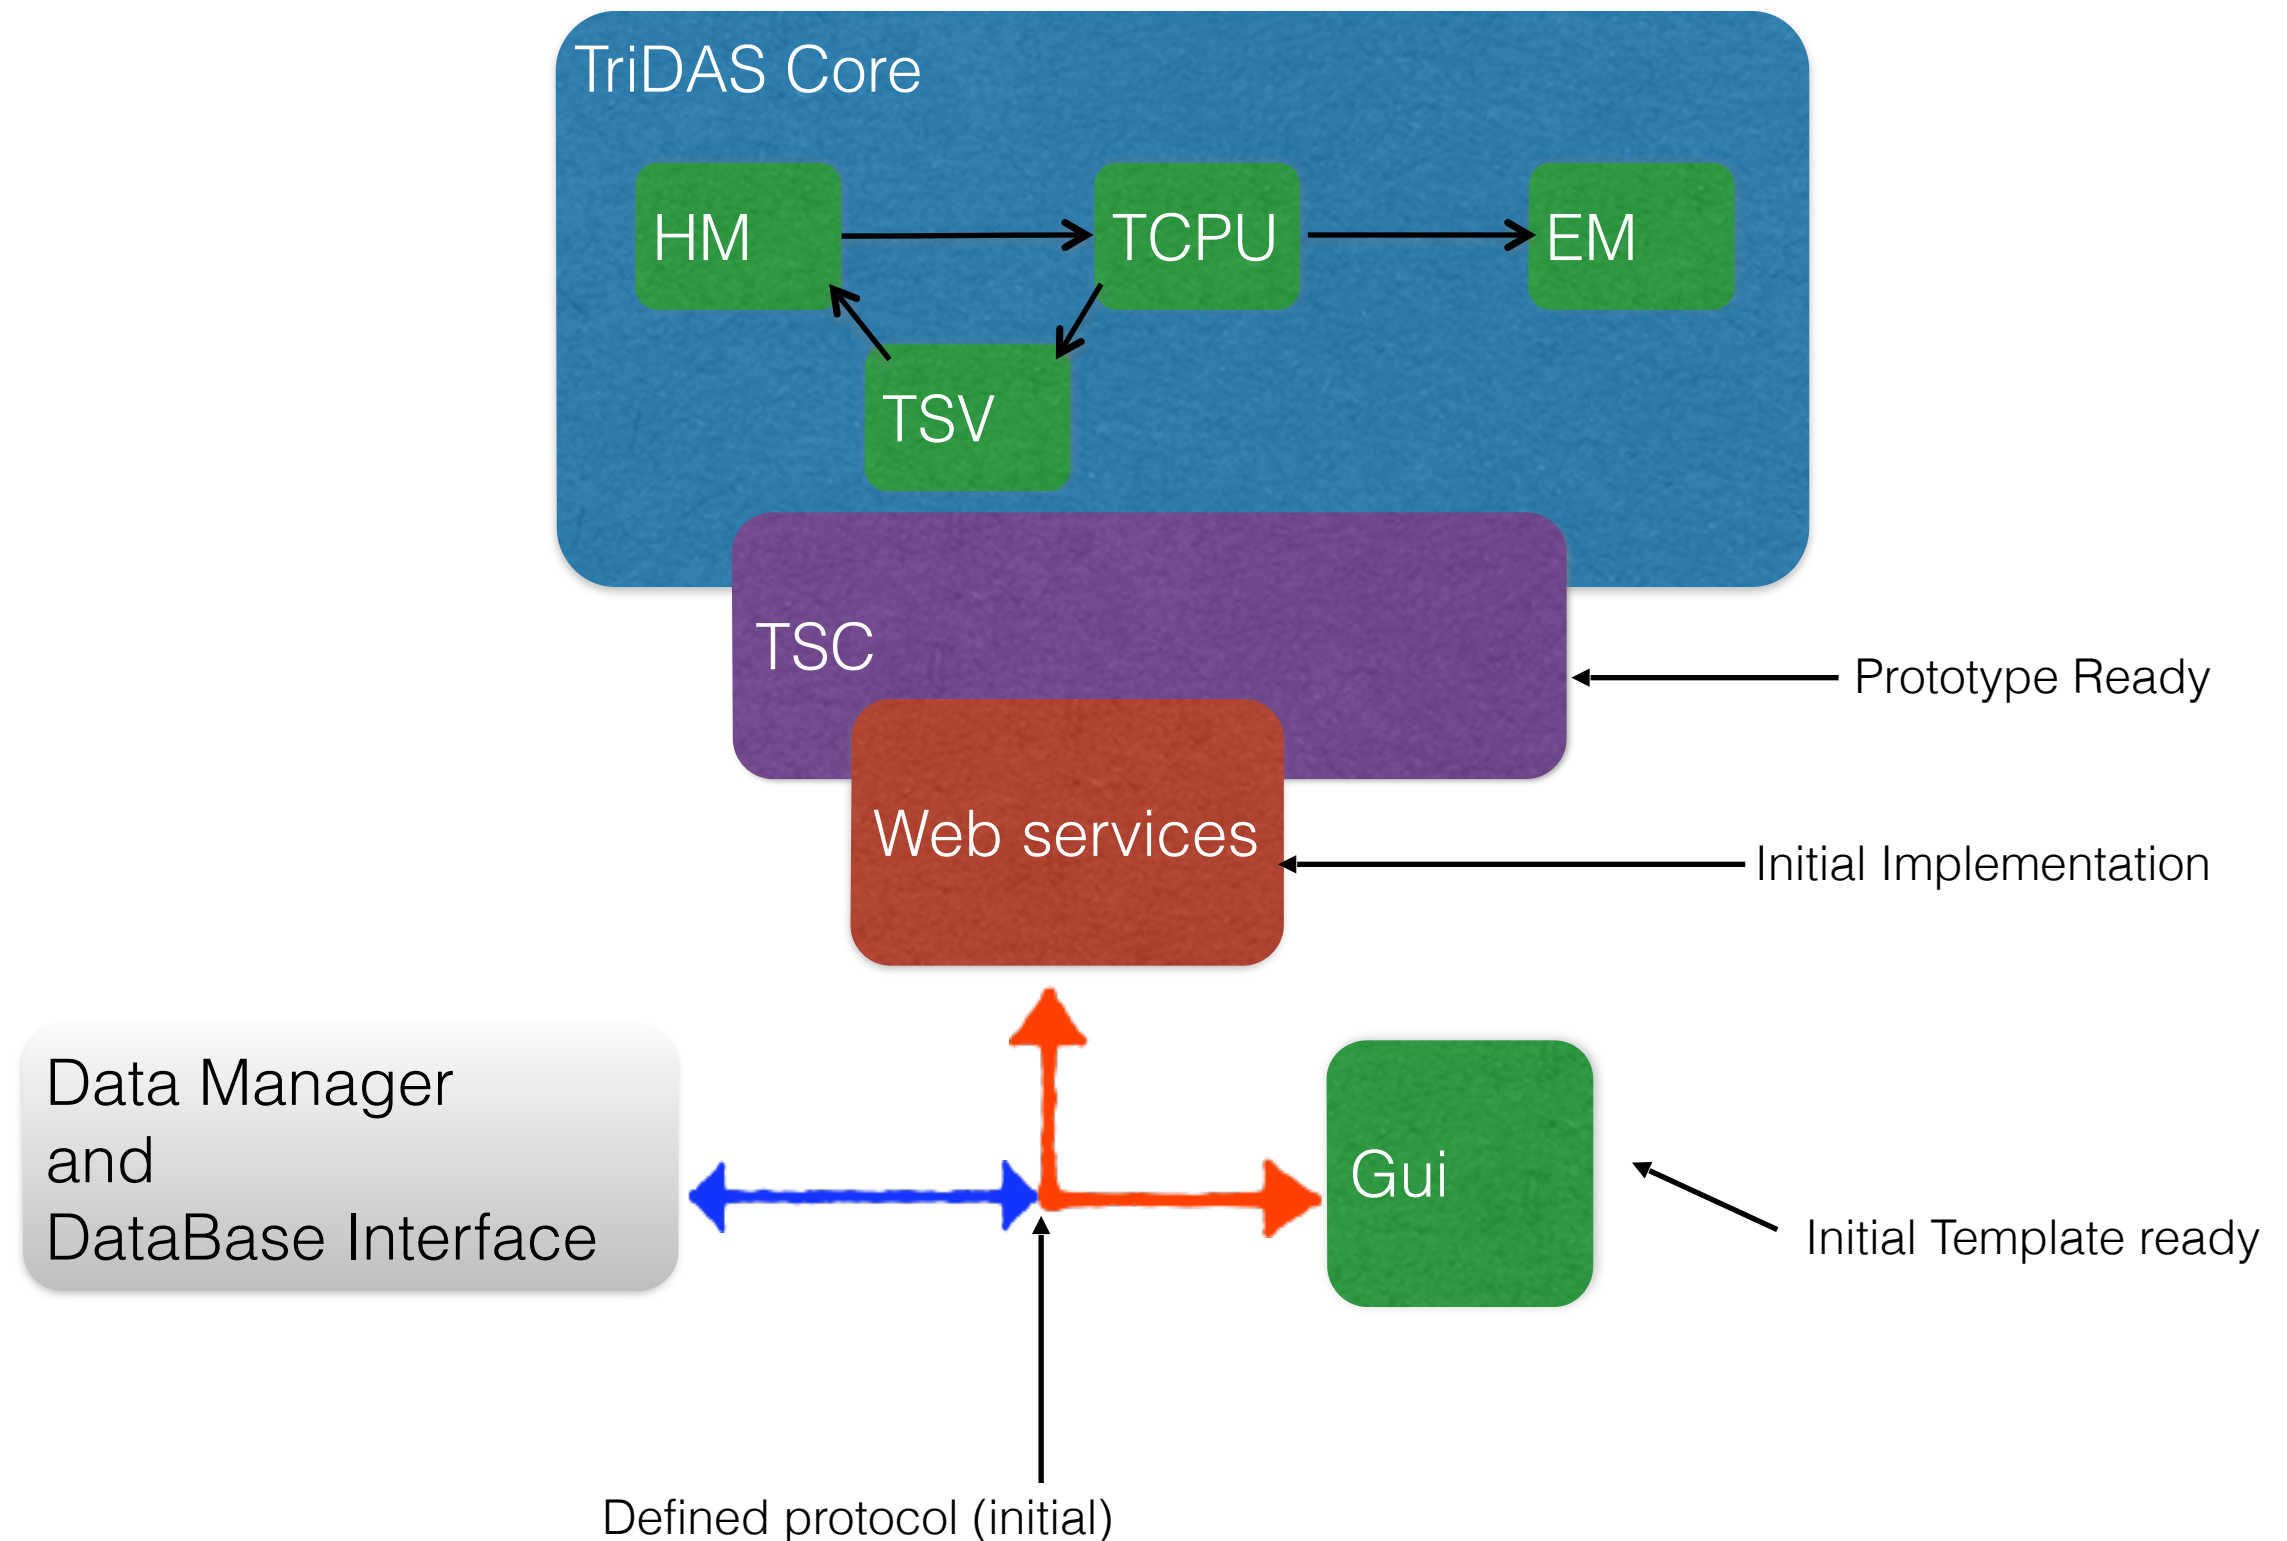 TriDAS Core
HM
TCPU
EM
TSV
TSC
Prototype Ready
Web services
Initial Implementation
Data Manager
and
DataBase Interface
Gui
Initial Template ready
Defined protocol (initial)